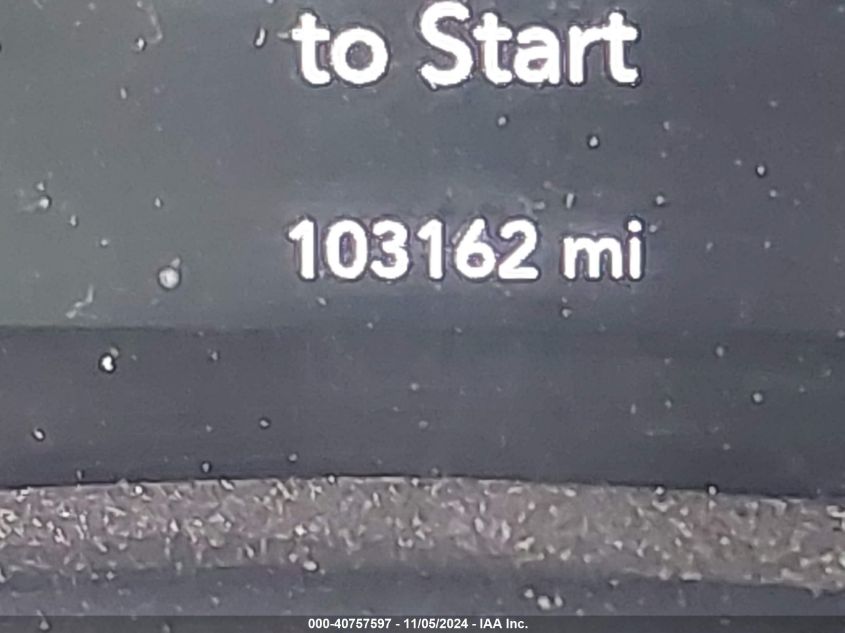 to Start
103162 mi
000-40757597 - 11/05/2024 - IAA Inc.